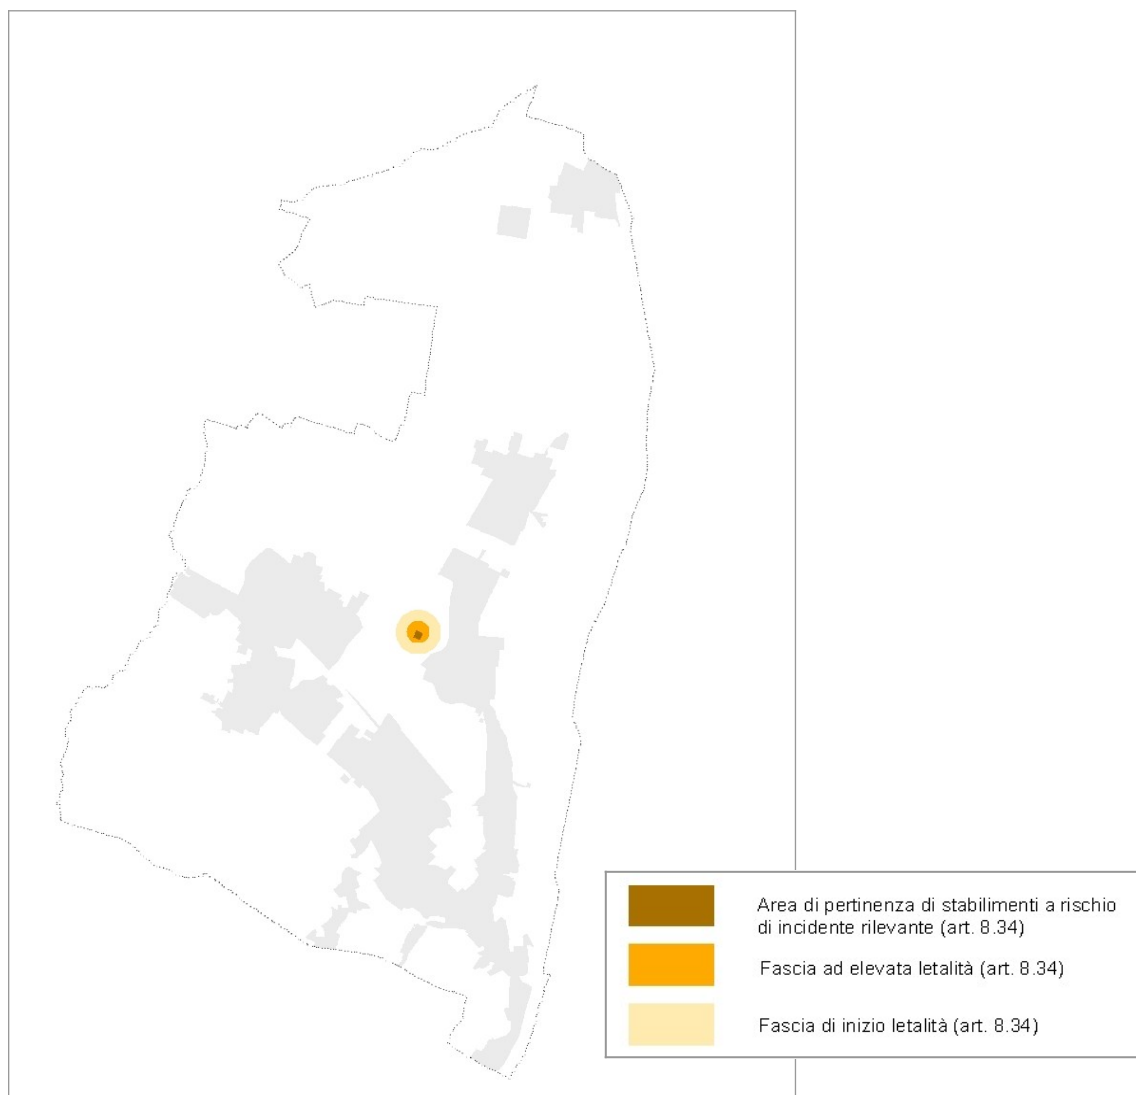 Area di pertinenza di stabilimenti a rischio
di incidente rilevante (art. 8.34)
Fascia ad elevata letalità (art. 8.34)
Fascia di inizio letalità (art. 8.34)